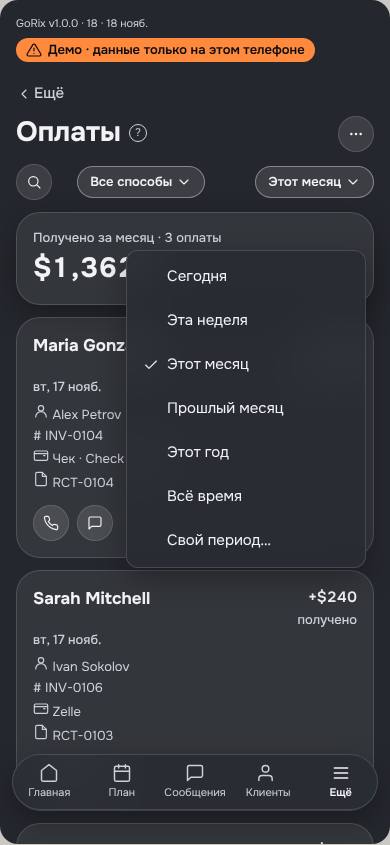 GoRix v1.0.0 · 18 · 18 нояб.
Демо · данные только на этом телефоне
Ещё
Оплаты ?
Все способы
Этот месяц
Получено за месяц · 3 оплаты
$1,362
Сегодня
Эта неделя
Этот месяц
Прошлый месяц
Этот год
Всё время
Свой период...
Maria Gonz
вт, 17 нояб.
Alex Petrov
# INV-0104
Чек · Check
RCT-0104
Sarah Mitchell
+$240
получено
вт, 17 нояб.
Ivan Sokolov
# INV-0106
Zelle
RCT-0103
Главная
План
Сообщения
Клиенты
Ещё